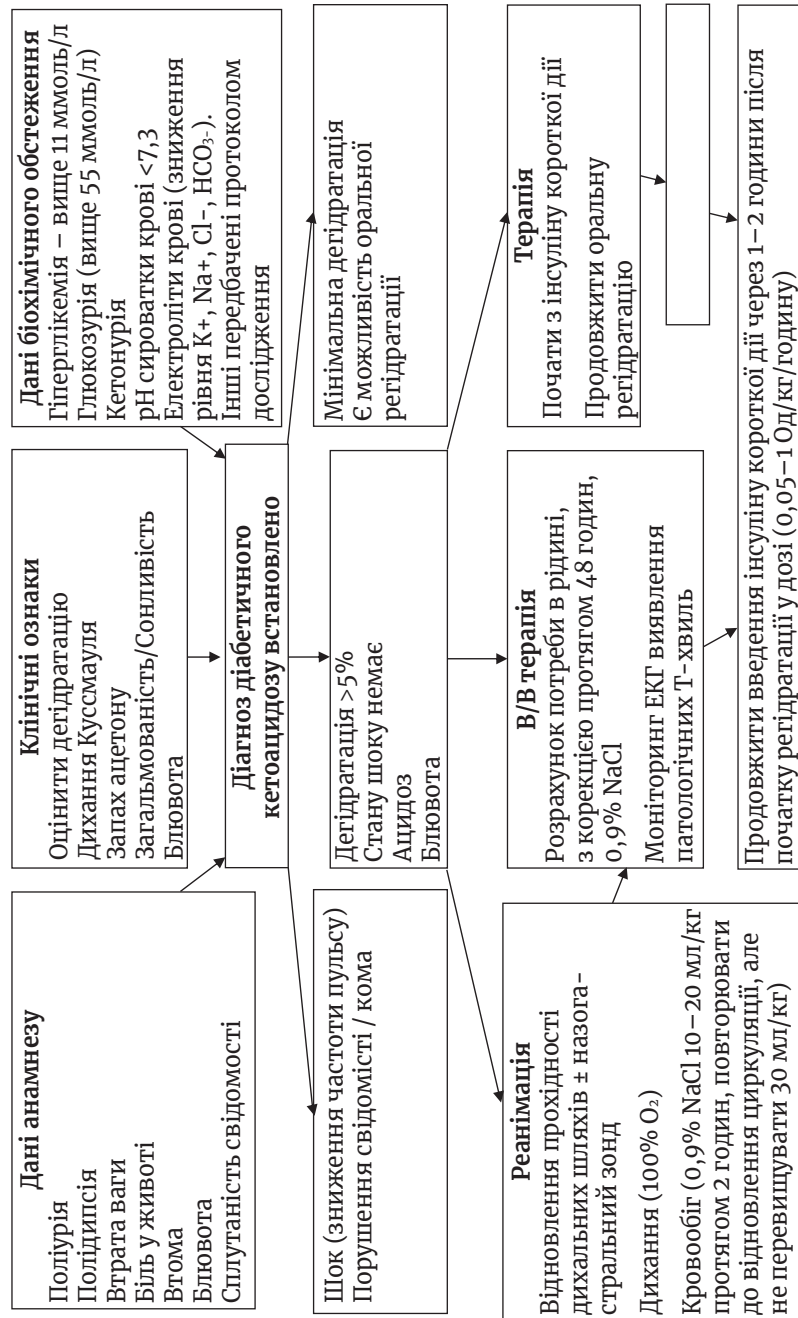 Дані анамнезу
Поліурія
Полідипсія
Втрата ваги
Біль у животі
Втома
Блювота
Сплутаність свідомості
Клінічні ознаки
Оцінити дегідратацію
Дихання Куссмауля
Запах ацетону
Загальмованість/Сонливість
Блювота
Дані біохімічного обстеження
Гіперглікемія – вище 11 ммоль/л
Глюкозурія (вище 55 ммоль/л)
Кетонурія
рН сироватки крові <7,3
Електроліти крові (зниження
рівня K+, Na+, Cl-, HCO₃-).
Інші передбачені протоколом
дослідження
Діагноз діабетичного
кетоацидозу встановлено
Шок (зниження частоти пульсу)
Порушення свідомісті / кома
Дегідратація >5%
Стану шоку немає
Ацидоз
Блювота
Мінімальна дегідратація
Є можливість оральної
регідратації
Реанімація
Відновлення прохідності
дихальних шляхів ± назога-
стральний зонд
Дихання (100% O₂)
Кровообіг (0,9% NaCl 10–20 мл/кг
протягом 2 годин, повторювати
до відновлення циркуляції, але
не перевищувати 30 мл/кг)
В/В терапія
Розрахунок потреби в рідині,
з корекцією протягом 48 годин,
0,9% NaCl
Моніторинг ЕКГ виявлення
патологічних Т-хвиль
Терапія
Почати з інсуліну короткої дії
Продовжити оральну
регідратацію
Продовжити введення інсуліну короткої дії через 1–2 години після
початку регідратації у дозі (0,05–1 Од/кг/годину)